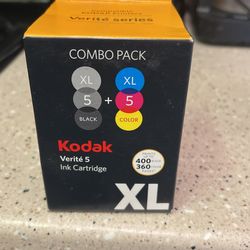 Verité series
COMBO PACK
XL XL
5 + 5
BLACK COLOR
Kodak
Verité 5
Ink Cartridge
400
360
XL